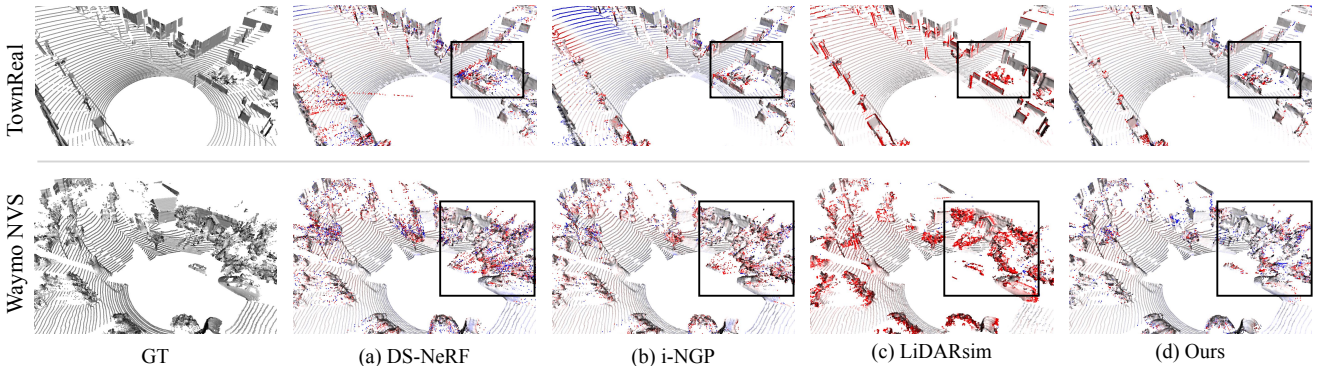 TownReal
Waymo NVS
GT
(a) DS-NeRF
(b) i-NGP
(c) LiDARsim
(d) Ours